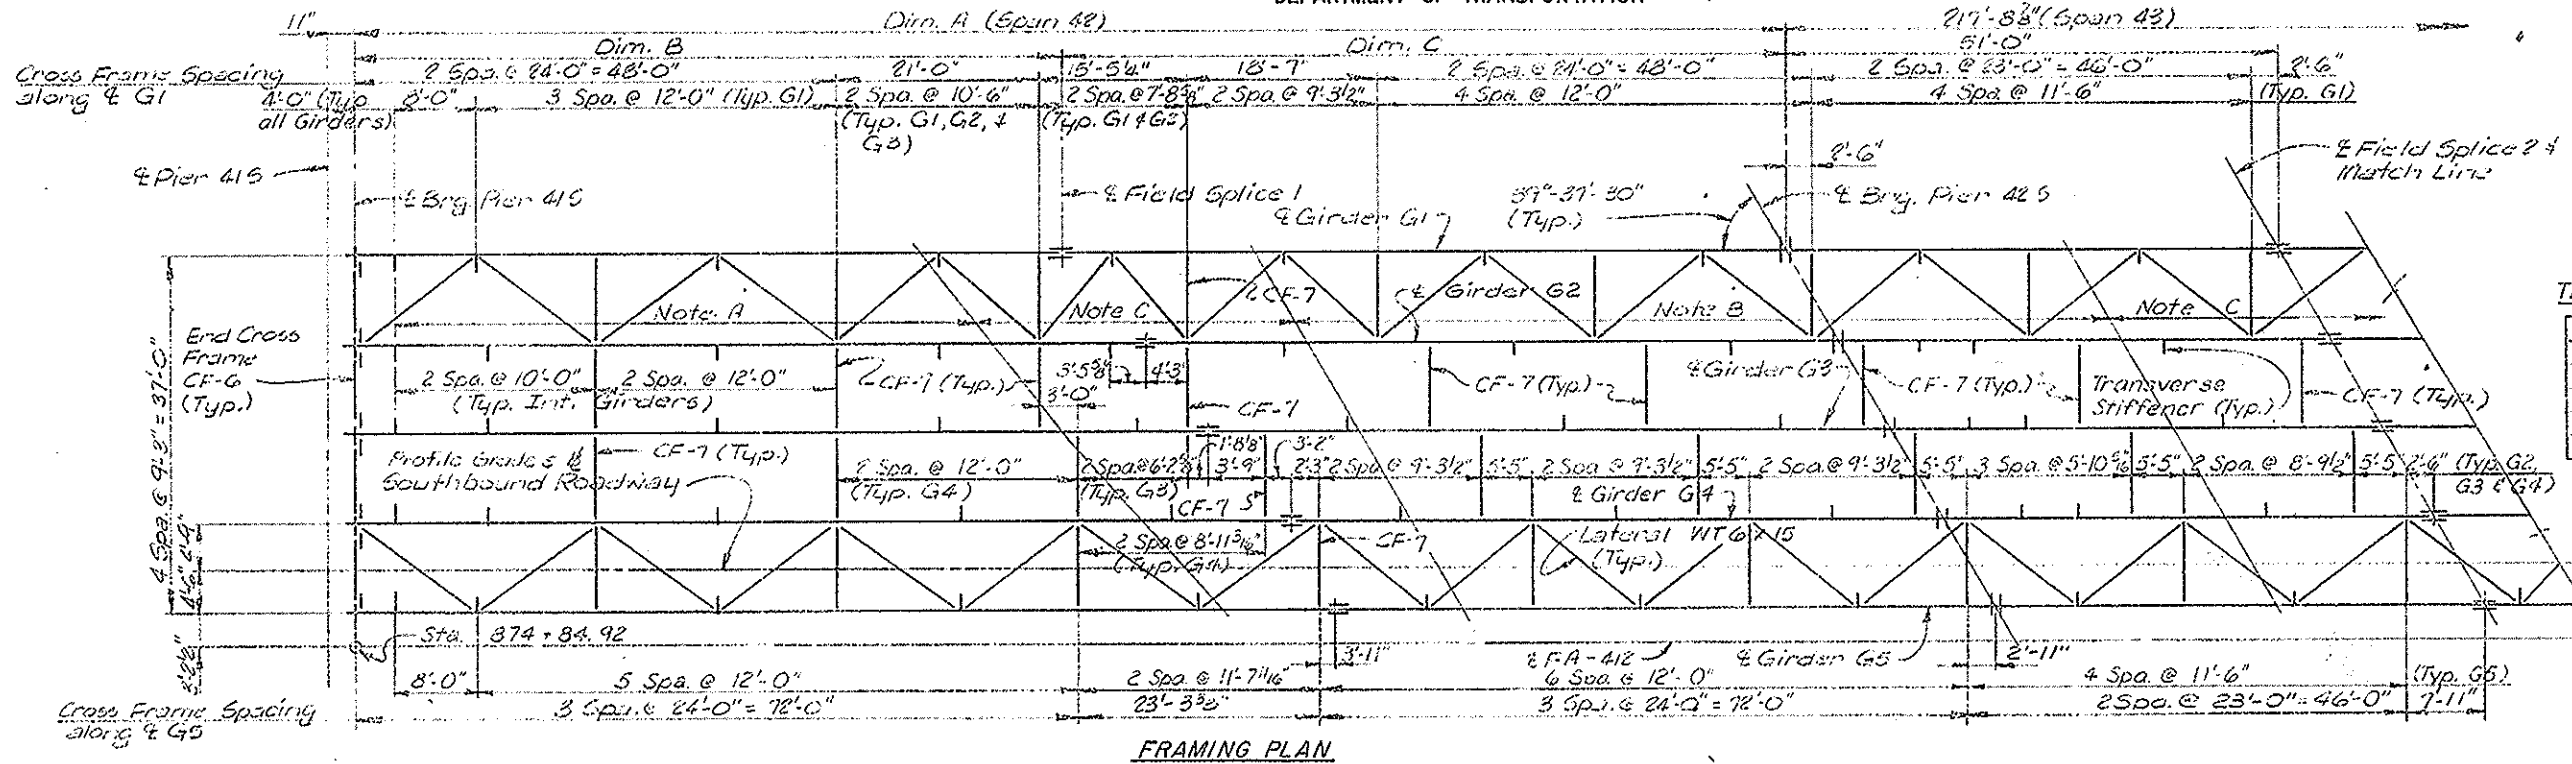 DEPARTMENT OF TRANSPORTATION
11"
Dim. A (Span 42)
217'-8⅜" (Span 43)
Dim. B
Dim. C
51'-0"
Cross Frame Spacing
along ℄ G1
2 Spa. @ 24'-0" = 48'-0"
21'-0"
15'-5¼"
18'-7"
2 Spa. @ 24'-0" = 48'-0"
2 Spa. @ 23'-0" = 46'-0"
2'-6"
(Typ. G1)
4'-0" (Typ.
all Girders)
8'-0"
3 Spa. @ 12'-0" (Typ. G1)
2 Spa. @ 10'-6"
(Typ. G1, G2, &
G3)
2 Spa. @ 7'-8⅝"
(Typ. G1 & G2)
2 Spa. @ 9'-3½"
4 Spa. @ 12'-0"
4 Spa. @ 11'-6"
℄ Pier 41S
℄ Brg. Pier 41S
℄ Field Splice 1
℄ Girder G1
(Typ.)
2'-6"
℄ Brg. Pier 42S
℄ Field Splice 2 &
Match Line
Note A
Note C
℄ CF-7
℄ Girder G2
Note B
Note C
End Cross
Frame
CF-6
(Typ.)
4 Spa. @ 9'-3" = 37'-0"
2 Spa. @ 10'-0"
2 Spa. @ 12'-0"
(Typ. Int. Girders)
CF-7 (Typ.)
3'-5⅝"
4'-3"
3'-0"
CF-7
CF-7 (Typ.)
℄ Girder G3
CF-7 (Typ.)
Transverse
Stiffener (Typ.)
CF-7 (Typ.)
Profile Grade & ℄
Southbound Roadway
CF-7 (Typ.)
2 Spa. @ 12'-0"
(Typ. G4)
(Typ. G3)
1'-8⅛"
3'-9"
3'-2"
2'-3"
2 Spa. @ 9'-3½"
5'-5"
2 Spa. @ 9'-3½"
5'-5"
2 Spa. @ 9'-3½"
5'-5"
5'-5"
2 Spa. @ 8'-9½"
5'-5"
2'-6" (Typ. G2,
G3 & G4)
CF-7
℄ Girder G4
2 Spa @ 8'-11³⁄₁₆"
(Typ. G4)
CF-7
Lateral WT 6 x 15
(Typ.)
Sta. 874 + 84.92
8'-0"
5 Spa. @ 12'-0"
2 Spa. @ 11'-7¹¹⁄₁₆"
3'-11"
℄ F.A.-412
6 Spa @ 12'-0"
℄ Girder G5
2'-11"
4 Spa. @ 11'-6"
(Typ. G5)
Cross Frame Spacing
along ℄ G5
3 Spa. @ 24'-0" = 72'-0"
23'-3⅜"
3 Spa. @ 24'-0" = 72'-0"
2 Spa. @ 23'-0" = 46'-0"
7'-11"
FRAMING PLAN